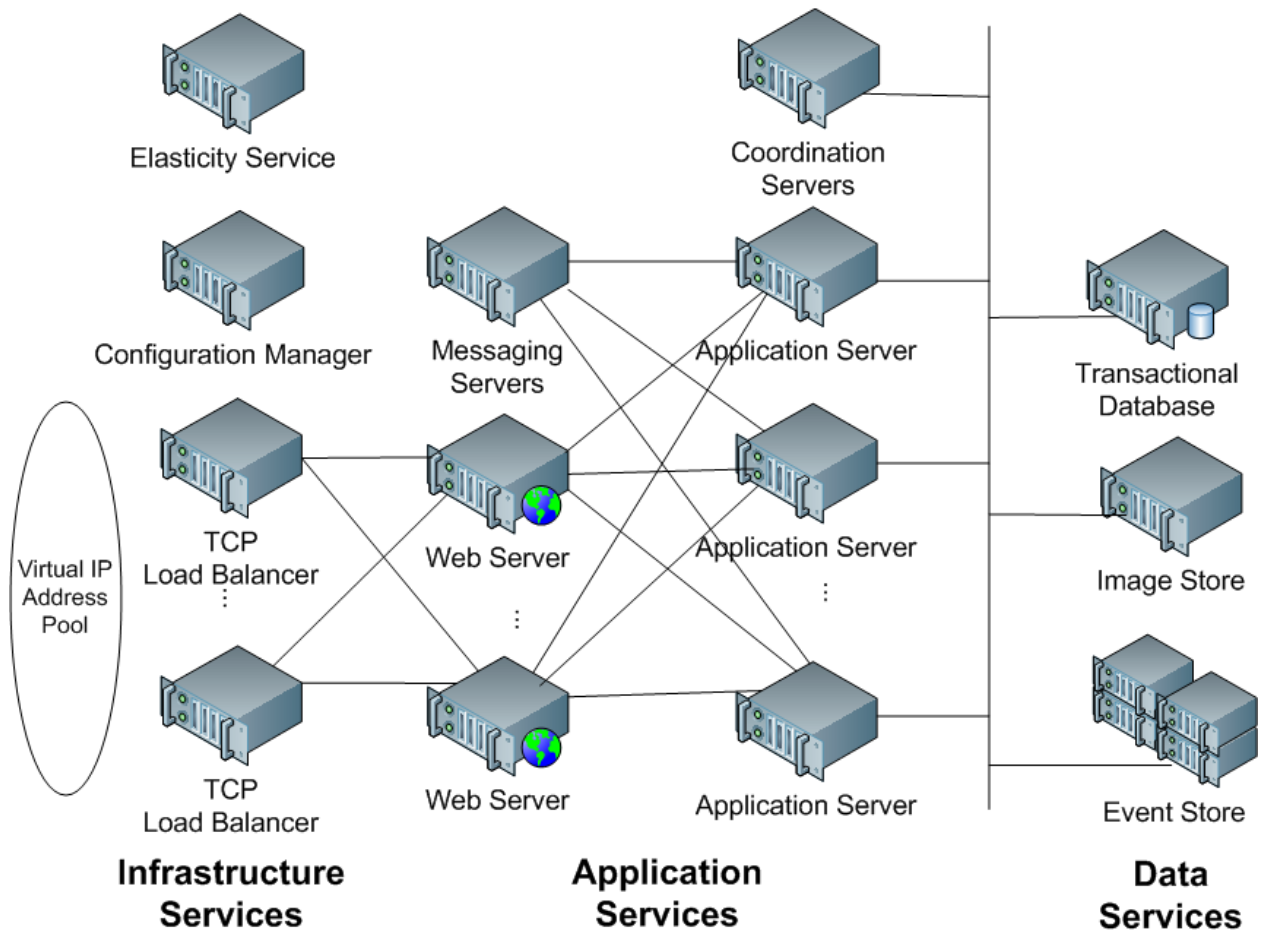 Elasticity Service
Coordination
Servers
Configuration Manager
Messaging
Servers
Application Server
Transactional
Database
Virtual IP
Address
Pool
TCP
Load Balancer
...
Web Server
...
Application Server
...
Image Store
TCP
Load Balancer
Web Server
Application Server
Event Store
Infrastructure
Services
Application
Services
Data
Services